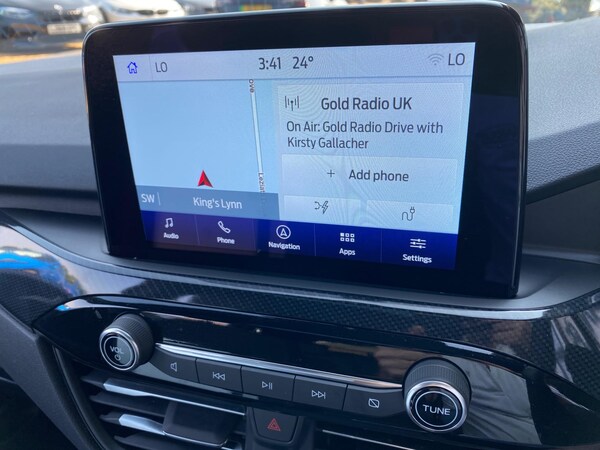 LO 3:41 24° LO
Gold Radio UK
On Air: Gold Radio Drive with
Kirsty Gallacher
+ Add phone
SW King's Lynn
Audio Phone Navigation Apps Settings
VOL
TUNE